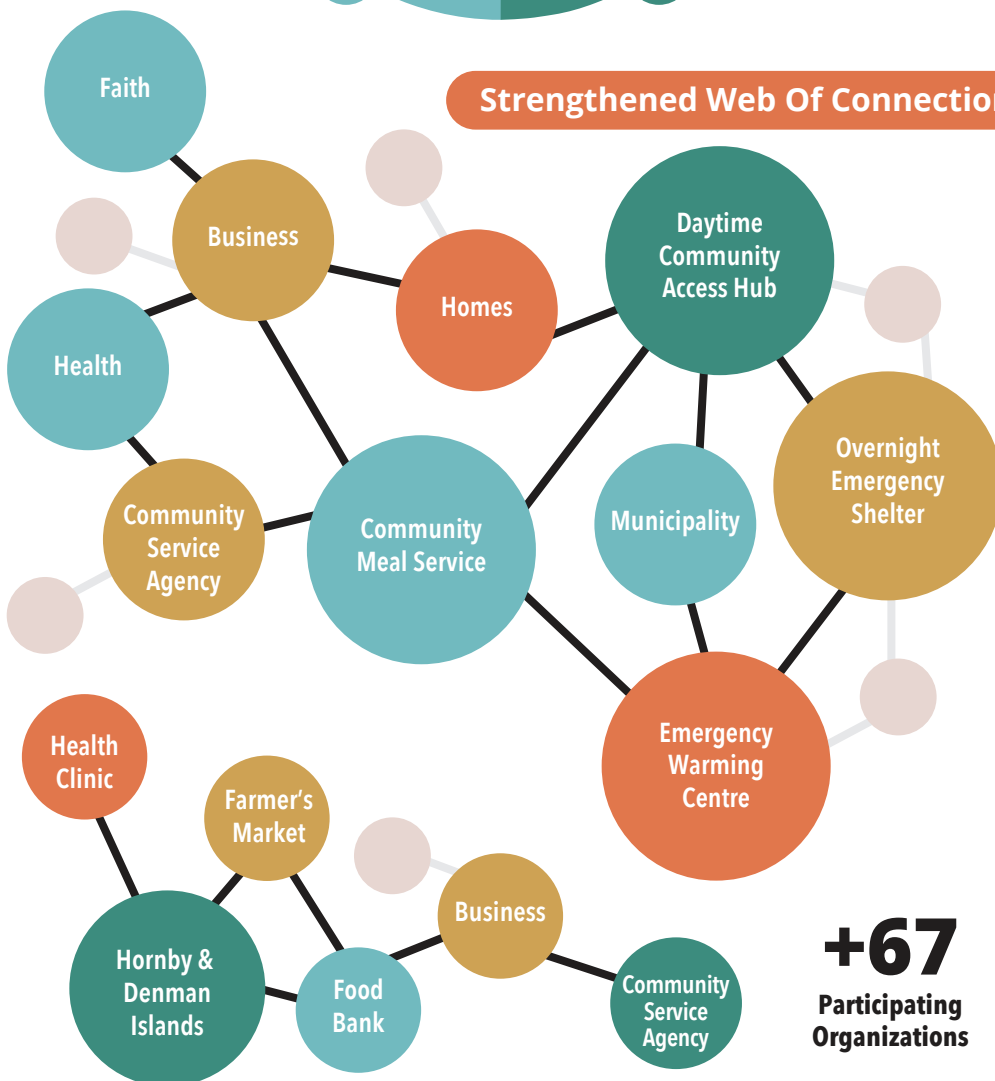 Faith
Strengthened Web Of Connection
Business
Daytime
Community
Access Hub
Homes
Health
Overnight
Emergency
Shelter
Community
Service
Agency
Community
Meal Service
Municipality
Emergency
Warming
Centre
Health
Clinic
Farmer's
Market
Business
Hornby &
Denman
Islands
Food
Bank
Community
Service
Agency
+67
Participating
Organizations